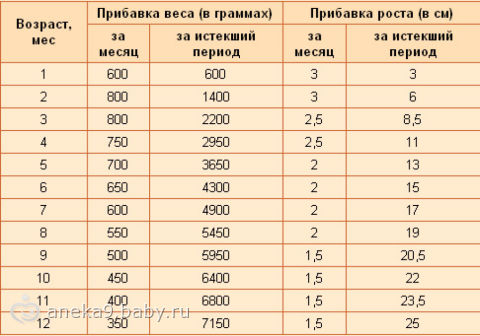 Возраст, мес Прибавка веса (в граммах) Прибавка роста (в см)
за месяц за истекший период за месяц за истекший период
1 600 600 3 3
2 800 1400 3 6
3 800 2200 2,5 8,5
4 750 2950 2,5 11
5 700 3650 2 13
6 650 4300 2 15
7 600 4900 2 17
8 550 5450 2 19
9 500 5950 1,5 20,5
10 450 6400 1,5 22
11 400 6800 1,5 23,5
12 350 7150 1,5 25
aneka9.baby.ru